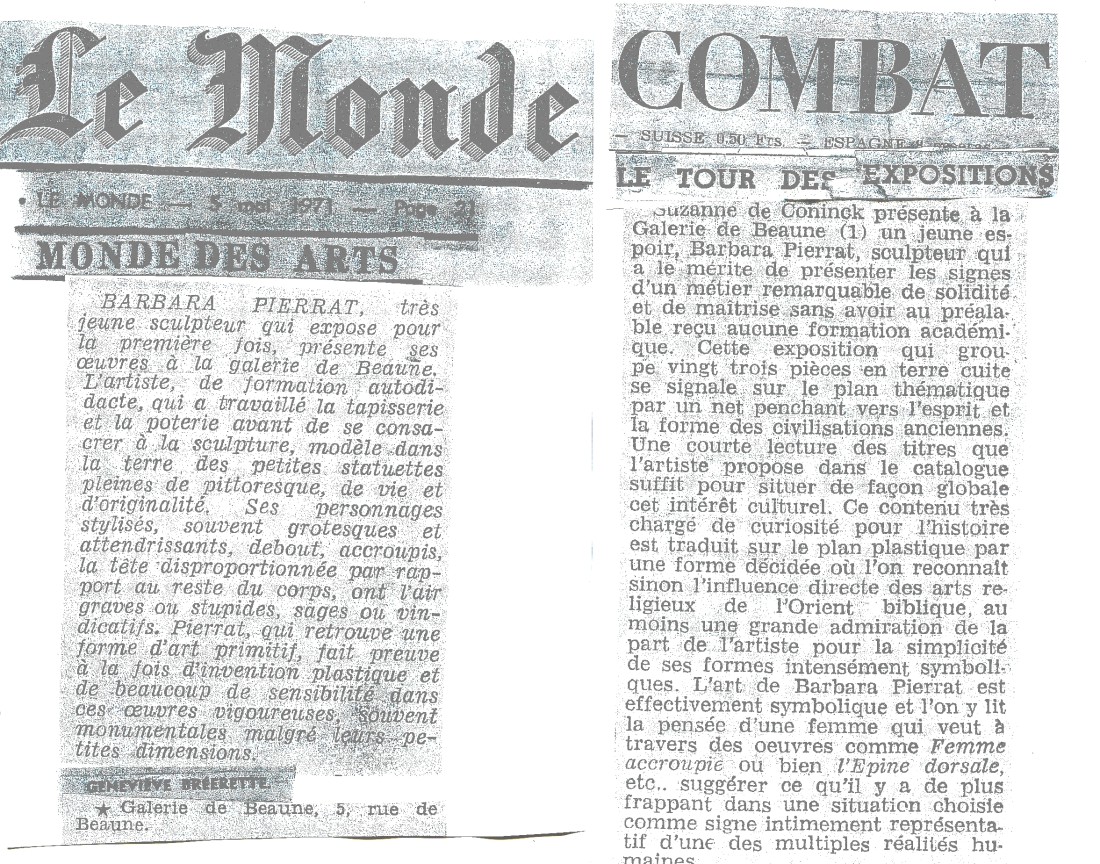 Le Monde
• LE MONDE — 5 mai 1971 — Page 21
MONDE DES ARTS
BARBARA PIERRAT, très
jeune sculpteur qui expose pour
la première fois, présente ses
œuvres à la galerie de Beaune.
L'artiste, de formation autodi-
dacte, qui a travaillé la tapisserie
et la poterie avant de se consa-
crer à la sculpture, modèle dans
la terre des petites statuettes
pleines de pittoresque, de vie et
d'originalité. Ses personnages
stylisés, souvent grotesques et
attendrissants, debout, accroupis,
la tête disproportionnée par rap-
port au reste du corps, ont l'air
graves ou stupides, sages ou vin-
dicatifs. Pierrat, qui retrouve une
forme d'art primitif, fait preuve
à la fois d'invention plastique et
de beaucoup de sensibilité dans
ces œuvres vigoureuses, souvent
monumentales malgré leurs pe-
tites dimensions.
GENEVIÈVE BREERETTE.
★ Galerie de Beaune, 5, rue de
Beaune.
COMBAT
— SUISSE 0,50 Frs. — ESPAGNE
LE TOUR DES EXPOSITIONS
Suzanne de Coninck présente à la
Galerie de Beaune (1) un jeune es-
poir, Barbara Pierrat, sculpteur qui
a le mérite de présenter les signes
d'un métier remarquable de solidité
et de maîtrise sans avoir au préala-
ble reçu aucune formation académi-
que. Cette exposition qui grou-
pe vingt trois pièces en terre cuite
se signale sur le plan thématique
par un net penchant vers l'esprit et
la forme des civilisations anciennes.
Une courte lecture des titres que
l'artiste propose dans le catalogue
suffit pour situer de façon globale
cet intérêt culturel. Ce contenu très
chargé de curiosité pour l'histoire
est traduit sur le plan plastique par
une forme décidée où l'on reconnaît
sinon l'influence directe des arts re-
ligieux de l'Orient biblique, au
moins une grande admiration de la
part de l'artiste pour la simplicité
de ses formes intensément symboli-
ques. L'art de Barbara Pierrat est
effectivement symbolique et l'on y lit
la pensée d'une femme qui veut à
travers des oeuvres comme Femme
accroupie ou bien l'Epine dorsale,
etc.. suggérer ce qu'il y a de plus
frappant dans une situation choisie
comme signe intimement représenta-
tif d'une des multiples réalités hu-
maines.